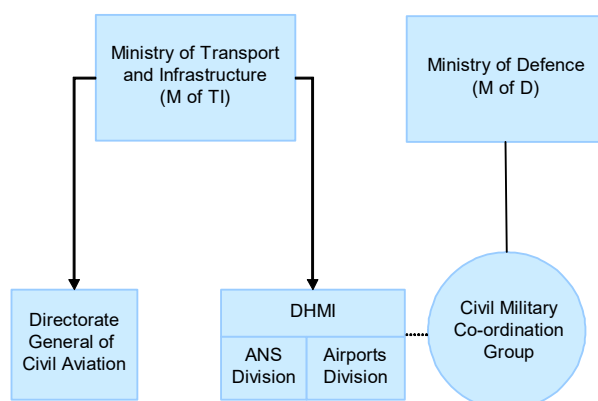 Ministry of Transport
and Infrastructure
(M of TI)
Ministry of Defence
(M of D)
Directorate
General of
Civil Aviation
DHMI
ANS
Division
Airports
Division
Civil Military
Co-ordination
Group